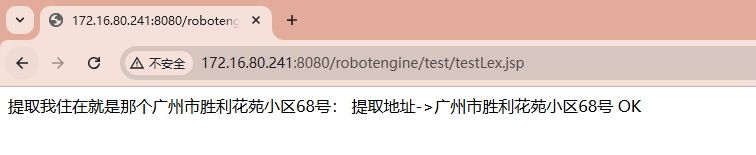 172.16.80.241:8080/roboteng
不安全
172.16.80.241:8080/robotengine/test/testLex.jsp
提取我住在就是那个广州市胜利花苑小区68号： 提取地址->广州市胜利花苑小区68号 OK